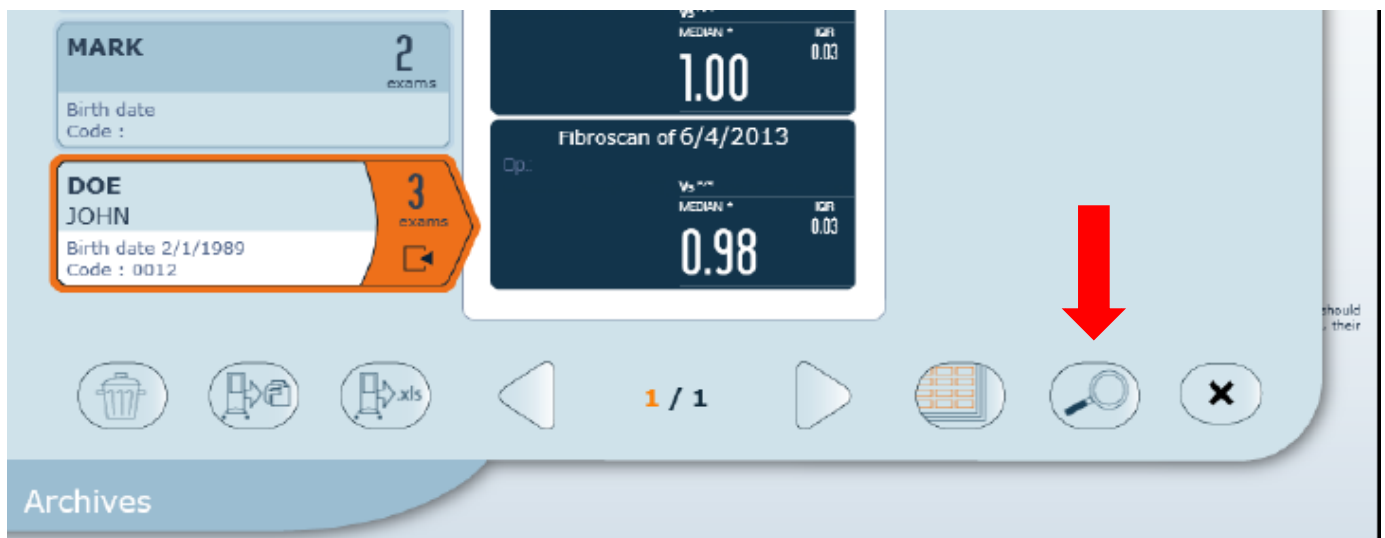 MARK
2
exams
Birth date
Code :
MEDIAN *
IQR
0.03
1.00
DOE
JOHN
3
exams
Birth date 2/1/1989
Code : 0012
Fibroscan of 6/4/2013
Op.:
Vs
MEDIAN *
IQR
0.03
0.98
should
, their
.xls
1 / 1
Archives